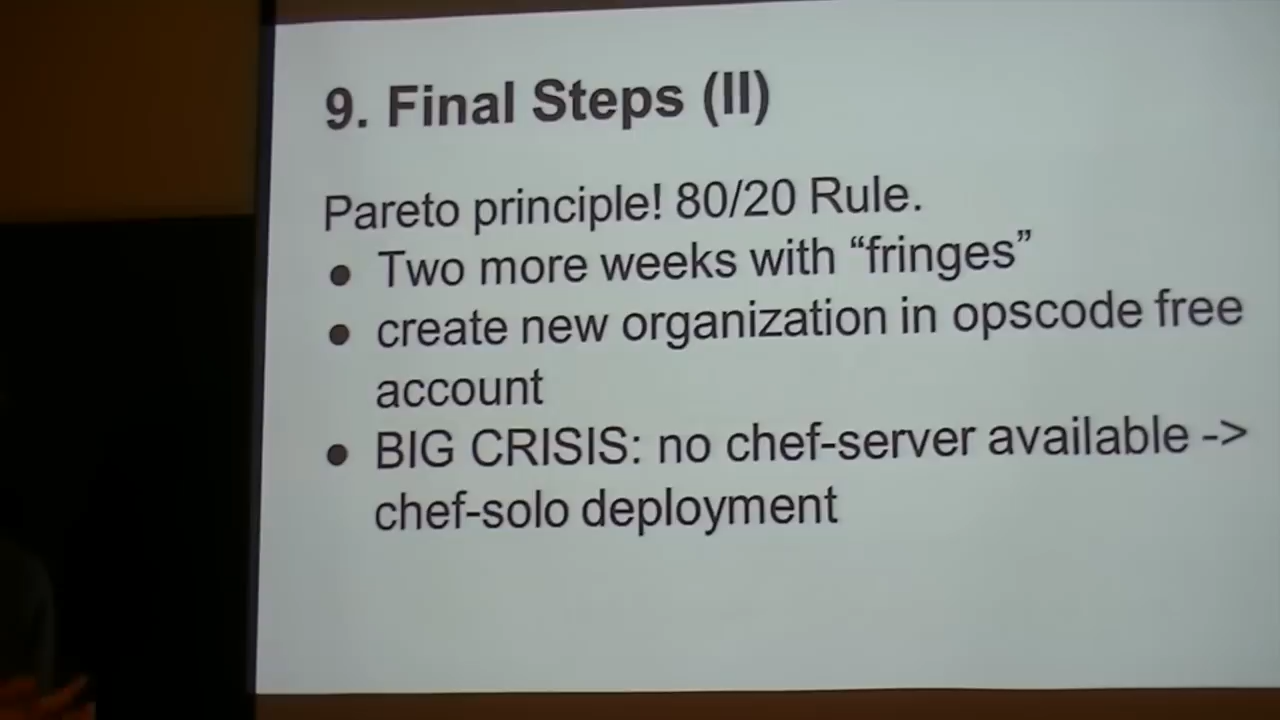 9. Final Steps (II)
Pareto principle! 80/20 Rule.
● Two more weeks with “fringes”
● create new organization in opscode free
account
● BIG CRISIS: no chef-server available ->
chef-solo deployment